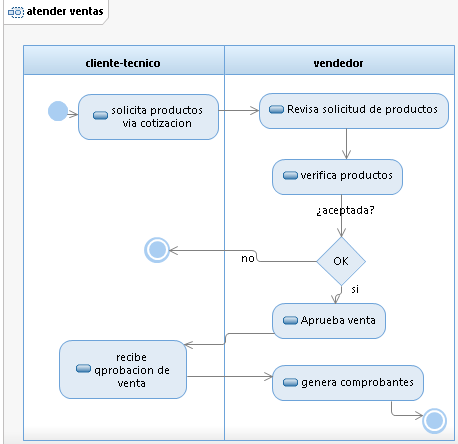 atender ventas
cliente-tecnico
vendedor
solicita productos
via cotizacion
Revisa solicitud de productos
verifica productos
¿aceptada?
OK
no
si
Aprueba venta
recibe
qprobacion de
venta
genera comprobantes